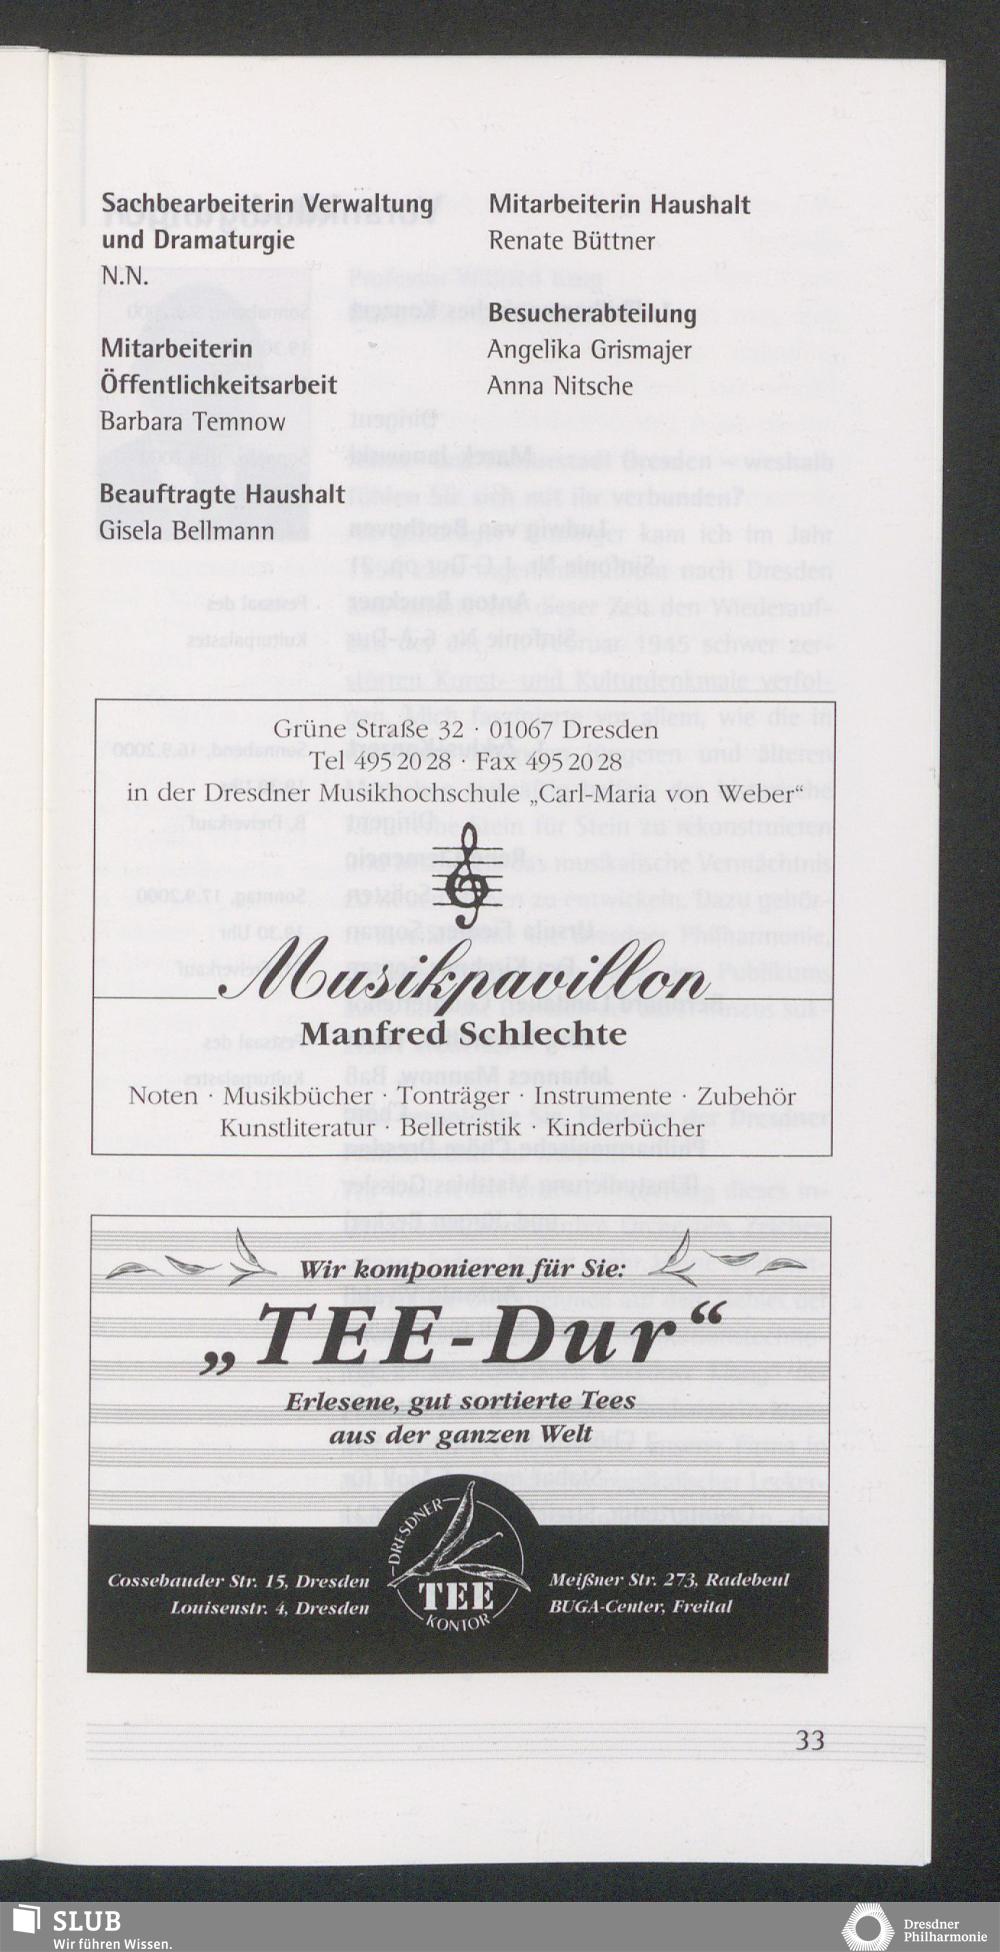 Sachbearbeiterin Verwaltung
und Dramaturgie
N.N.
Mitarbeiterin
Öffentlichkeitsarbeit
Barbara Temnow
Beauftragte Haushalt
Gisela Bellmann
Mitarbeiterin Haushalt
Renate Büttner
Besucherabteilung
Angelika Grismajer
Anna Nitsche
Grüne Straße 32 · 01067 Dresden
Tel 495 20 28 · Fax 495 20 28
in der Dresdner Musikhochschule „Carl-Maria von Weber“
Musikpavillon
Manfred Schlechte
Noten · Musikbücher · Tonträger · Instrumente · Zubehör
Kunstliteratur · Belletristik · Kinderbücher
Wir komponieren für Sie:
„TEE-Dur“
Erlesene, gut sortierte Tees
aus der ganzen Welt
Cossebauder Str. 15, Dresden
Louisenstr. 4, Dresden
DRESDNER
TEE
KONTOR
Meißner Str. 273, Radebeul
BUGA-Center, Freital
33
SLUB
Wir führen Wissen.
Dresdner
Philharmonie